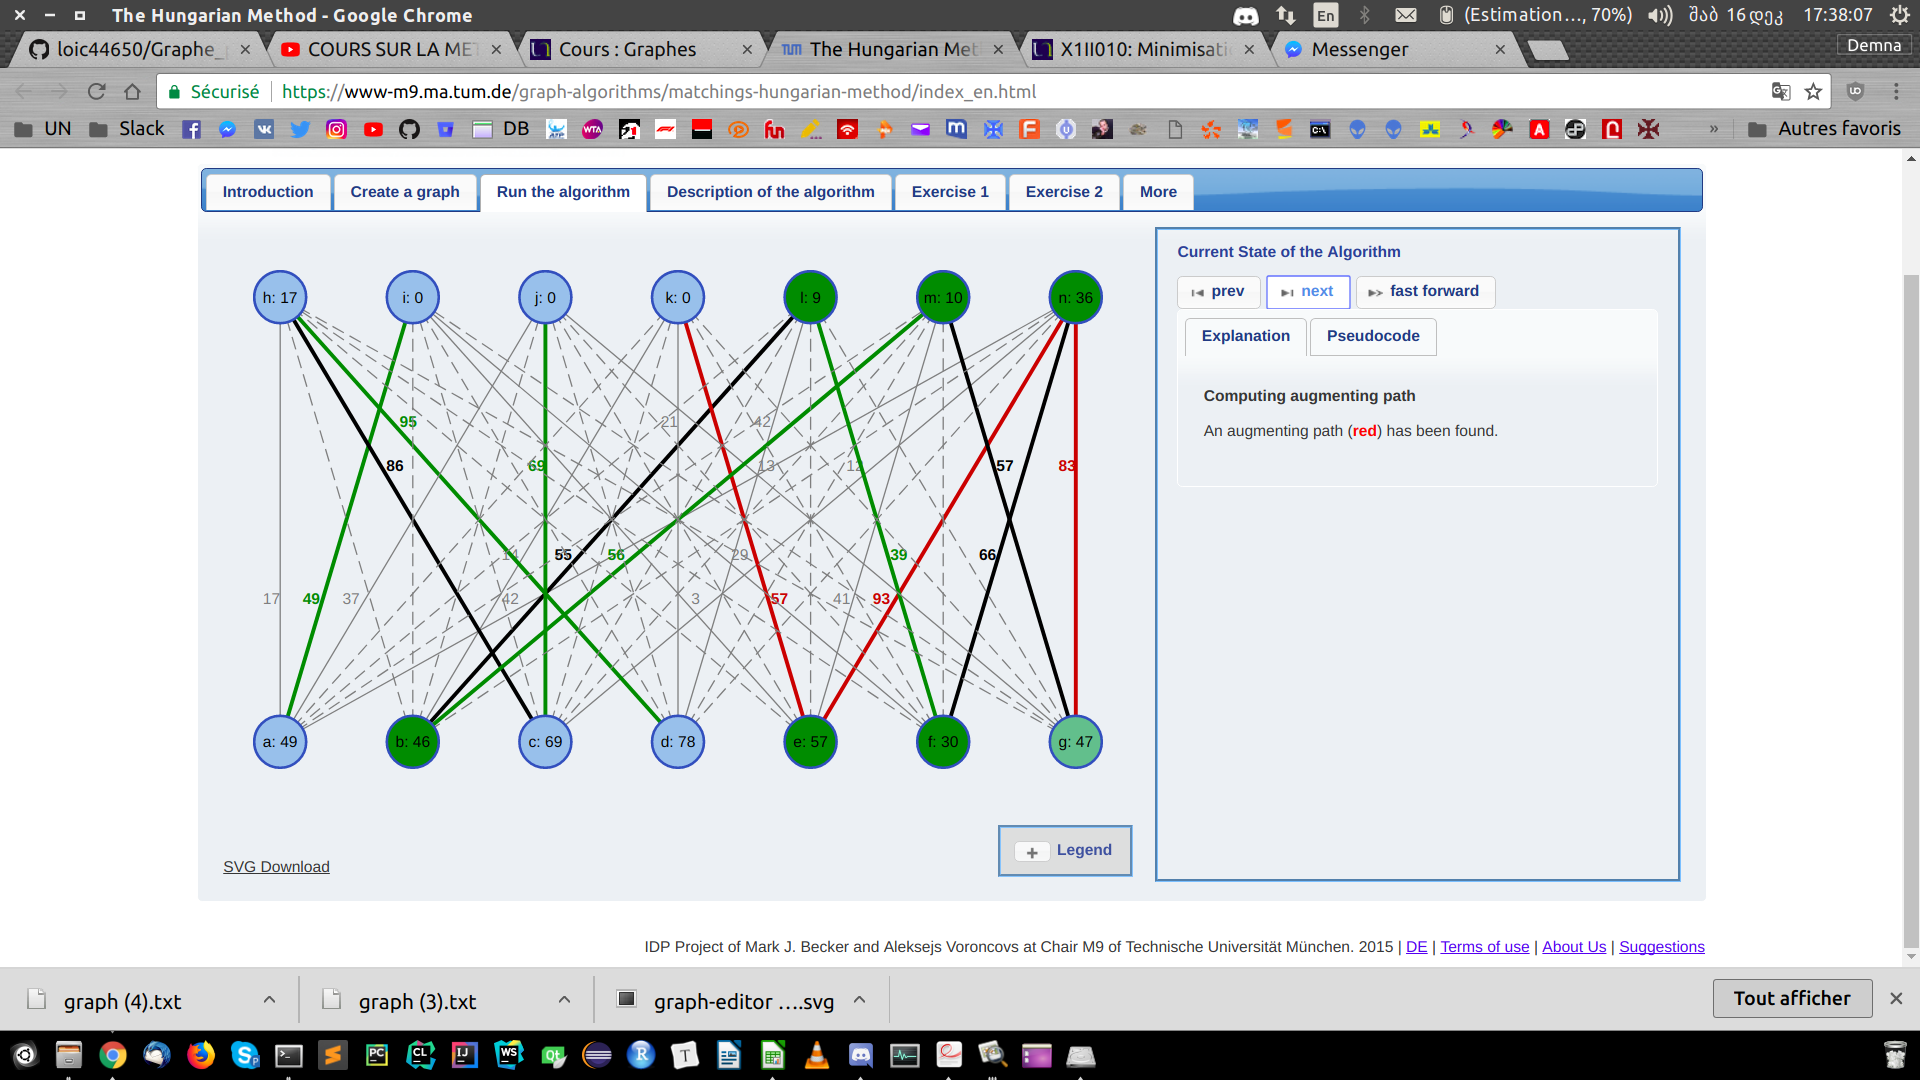 The Hungarian Method - Google Chrome
En
(Estimation..., 70%)
შაბ 16 დეკ 17:38:07
loic44650/Graphe_
COURS SUR LA ME
Cours : Graphes
The Hungarian Met
X1II010: Minimisati
Messenger
Demna
Sécurisé
https://www-m9.ma.tum.de/graph-algorithms/matchings-hungarian-method/index_en.html
UN
Slack
DB
»
Autres favoris
Introduction
Create a graph
Run the algorithm
Description of the algorithm
Exercise 1
Exercise 2
More
h: 17
i: 0
j: 0
k: 0
l: 9
m: 10
n: 36
95
21
42
86
69
13
12
57
83
14
55
56
29
39
66
17
49
37
42
3
57
41
93
a: 49
b: 46
c: 69
d: 78
e: 57
f: 30
g: 47
SVG Download
+ Legend
Current State of the Algorithm
prev
next
fast forward
Explanation
Pseudocode
Computing augmenting path
An augmenting path (red) has been found.
IDP Project of Mark J. Becker and Aleksejs Voroncovs at Chair M9 of Technische Universität München. 2015 | DE | Terms of use | About Us | Suggestions
graph (4).txt
graph (3).txt
graph-editor ....svg
Tout afficher